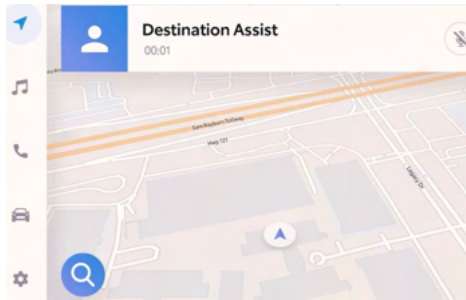 Destination Assist
00:01
Sam Rayburn Tollway
Hwy 121
Legacy Dr